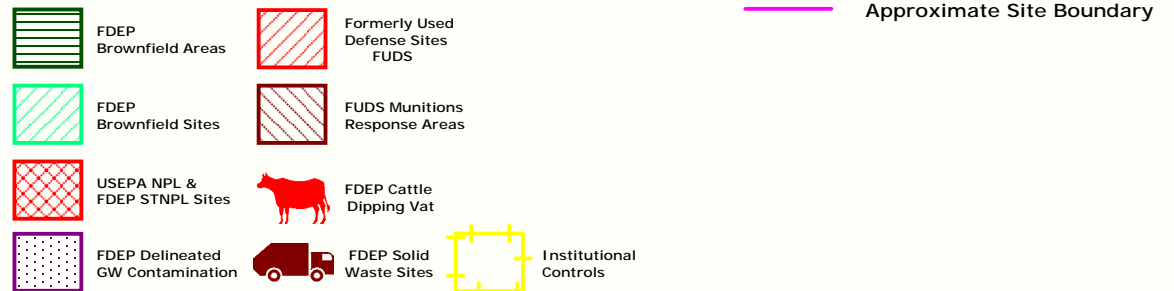 FDEP
Brownfield Areas
Formerly Used
Defense Sites
FUDS
Approximate Site Boundary
FDEP
Brownfield Sites
FUDS Munitions
Response Areas
USEPA NPL &
FDEP STNPL Sites
FDEP Cattle
Dipping Vat
FDEP Delineated
GW Contamination
FDEP Solid
Waste Sites
Institutional
Controls